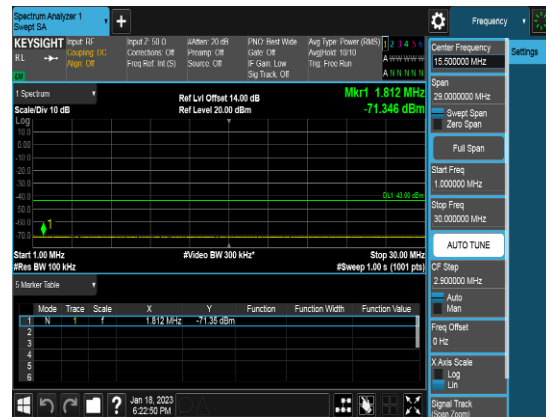 Spectrum Analyzer 1
Swept SA
Frequency
KEYSIGHT
RL
Input: RF
Coupling: DC
Align: Off
Input Z: 50 Ω
Corrections: Off
Freq Ref: Int (S)
#Atten: 20 dB
Preamp: Off
Source: Off
PNO: Best Wide
Gate: Off
IF Gain: Low
Sig Track: Off
Avg Type: Power (RMS)
Avg|Hold: 10/10
Trig: Free Run
1 2 3 4 5 6
A W W W W W
A N N N N N
1 Spectrum
Scale/Div 10 dB
Ref Lvl Offset 14.00 dB
Ref Level 20.00 dBm
Mkr1 1.812 MHz
-71.346 dBm
Log
10.0
0.00
-10.0
-20.0
-30.0
-40.0
-50.0
-60.0
-70.0
DL1 -43.00 dBm
1
Start 1.00 MHz
#Res BW 100 kHz
#Video BW 300 kHz*
Stop 30.00 MHz
#Sweep 1.00 s (1001 pts)
5 Marker Table
Mode Trace Scale X Y Function Function Width Function Value
1 N 1 f 1.812 MHz -71.35 dBm
2
3
4
5
6
Jan 18, 2023
6:22:50 PM
Center Frequency
15.500000 MHz
Settings
Span
29.0000000 MHz
Swept Span
Zero Span
Full Span
Start Freq
1.000000 MHz
Stop Freq
30.000000 MHz
AUTO TUNE
CF Step
2.900000 MHz
Auto
Man
Freq Offset
0 Hz
X Axis Scale
Log
Lin
Signal Track
(Span Zoom)